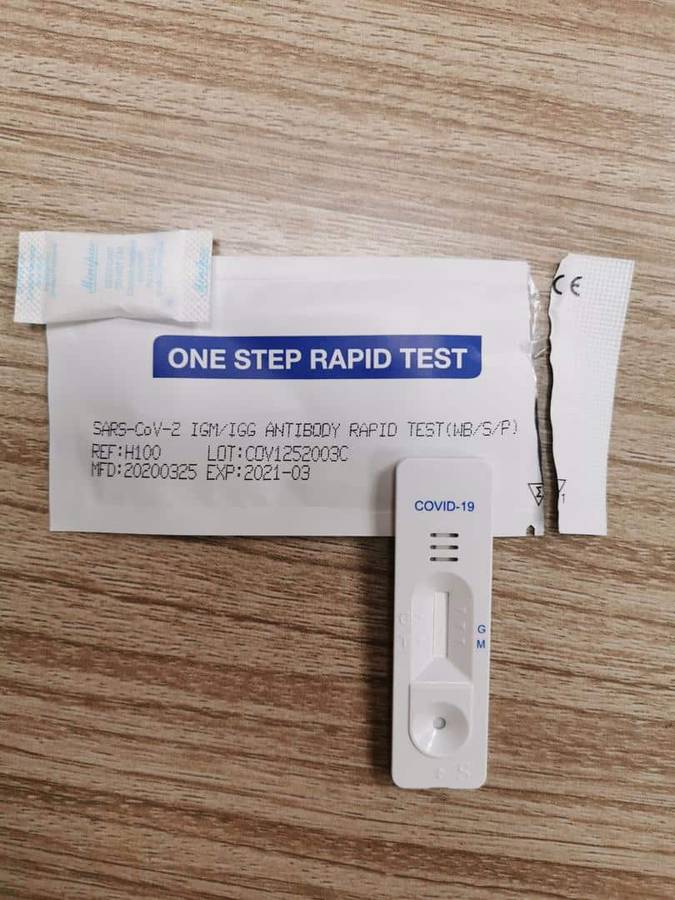 ONE STEP RAPID TEST
SARS-CoV-2 IGM/IGG ANTIBODY RAPID TEST(WB/S/P)
REF:H100 LOT:COV1252003C
MFD:20200325 EXP:2021-03
CE
Σ 1
COVID-19
G
M
S